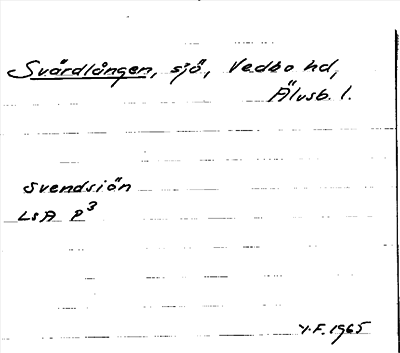 Svärdlången, sjö, Vedbo hd,
Älvsb. l.
Svendsiön
LSA P3
Y.F. 1965